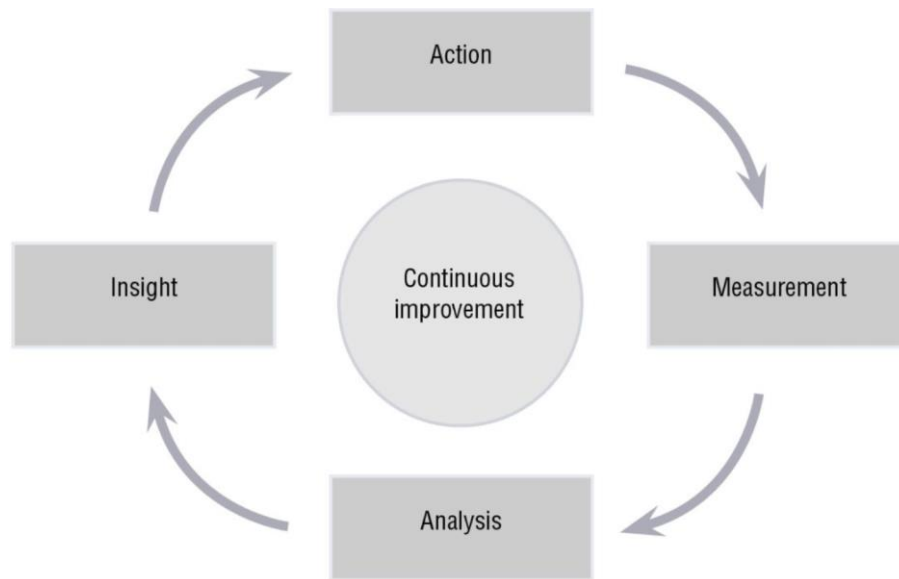 Action
Insight
Continuous
improvement
Measurement
Analysis